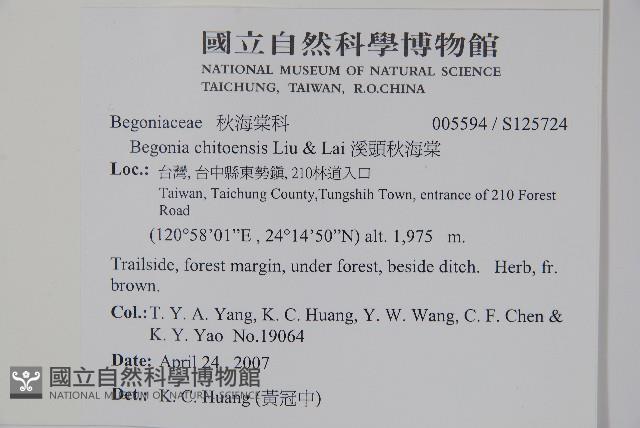 國立自然科學博物館
NATIONAL MUSEUM OF NATURAL SCIENCE
TAICHUNG, TAIWAN, R.O.CHINA
Begoniaceae 秋海棠科 005594 / S125724
Begonia chitoensis Liu & Lai 溪頭秋海棠
Loc.: 台灣, 台中縣東勢鎮, 210林道入口
Taiwan, Taichung County,Tungshih Town, entrance of 210 Forest
Road
(120°58’01”E , 24°14’50”N) alt. 1,975 m.
Trailside, forest margin, under forest, beside ditch. Herb, fr.
brown.
Col.: T. Y. A. Yang, K. C. Huang, Y. W. Wang, C. F. Chen &
K. Y. Yao No.19064
Date: April 24 , 2007
國立自然科學博物館
NATIONAL MUSEUM OF NATURAL SCIENCE
Det.: K. C. Huang (黃冠中)